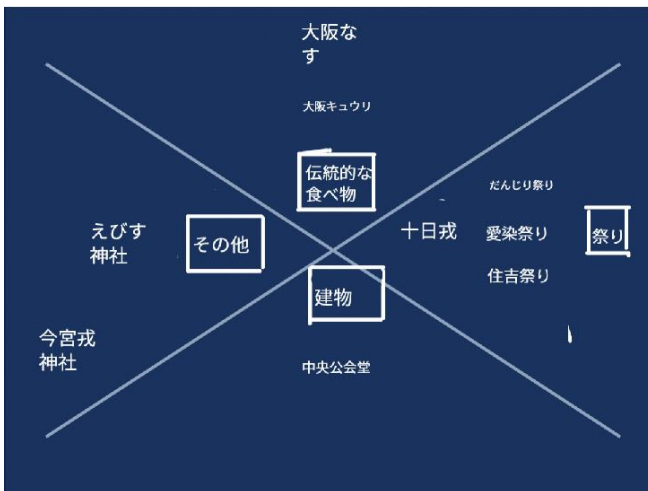 大阪な
す
大阪キュウリ
伝統的な
食べ物
だんじり祭り
えびす
神社
その他
十日戎
愛染祭り
祭り
住吉祭り
建物
今宮戎
神社
中央公会堂